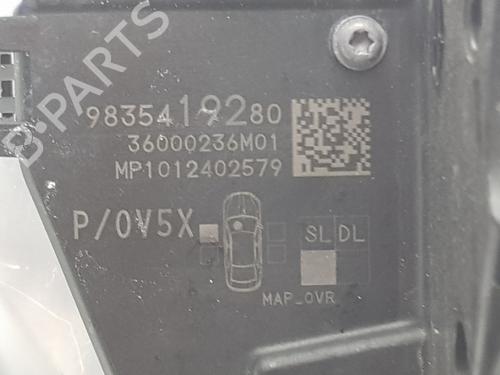 B-PARTS
9835419280
36000236M01
MP1012402579
P/0V5X
SL DL
MAP_OVR